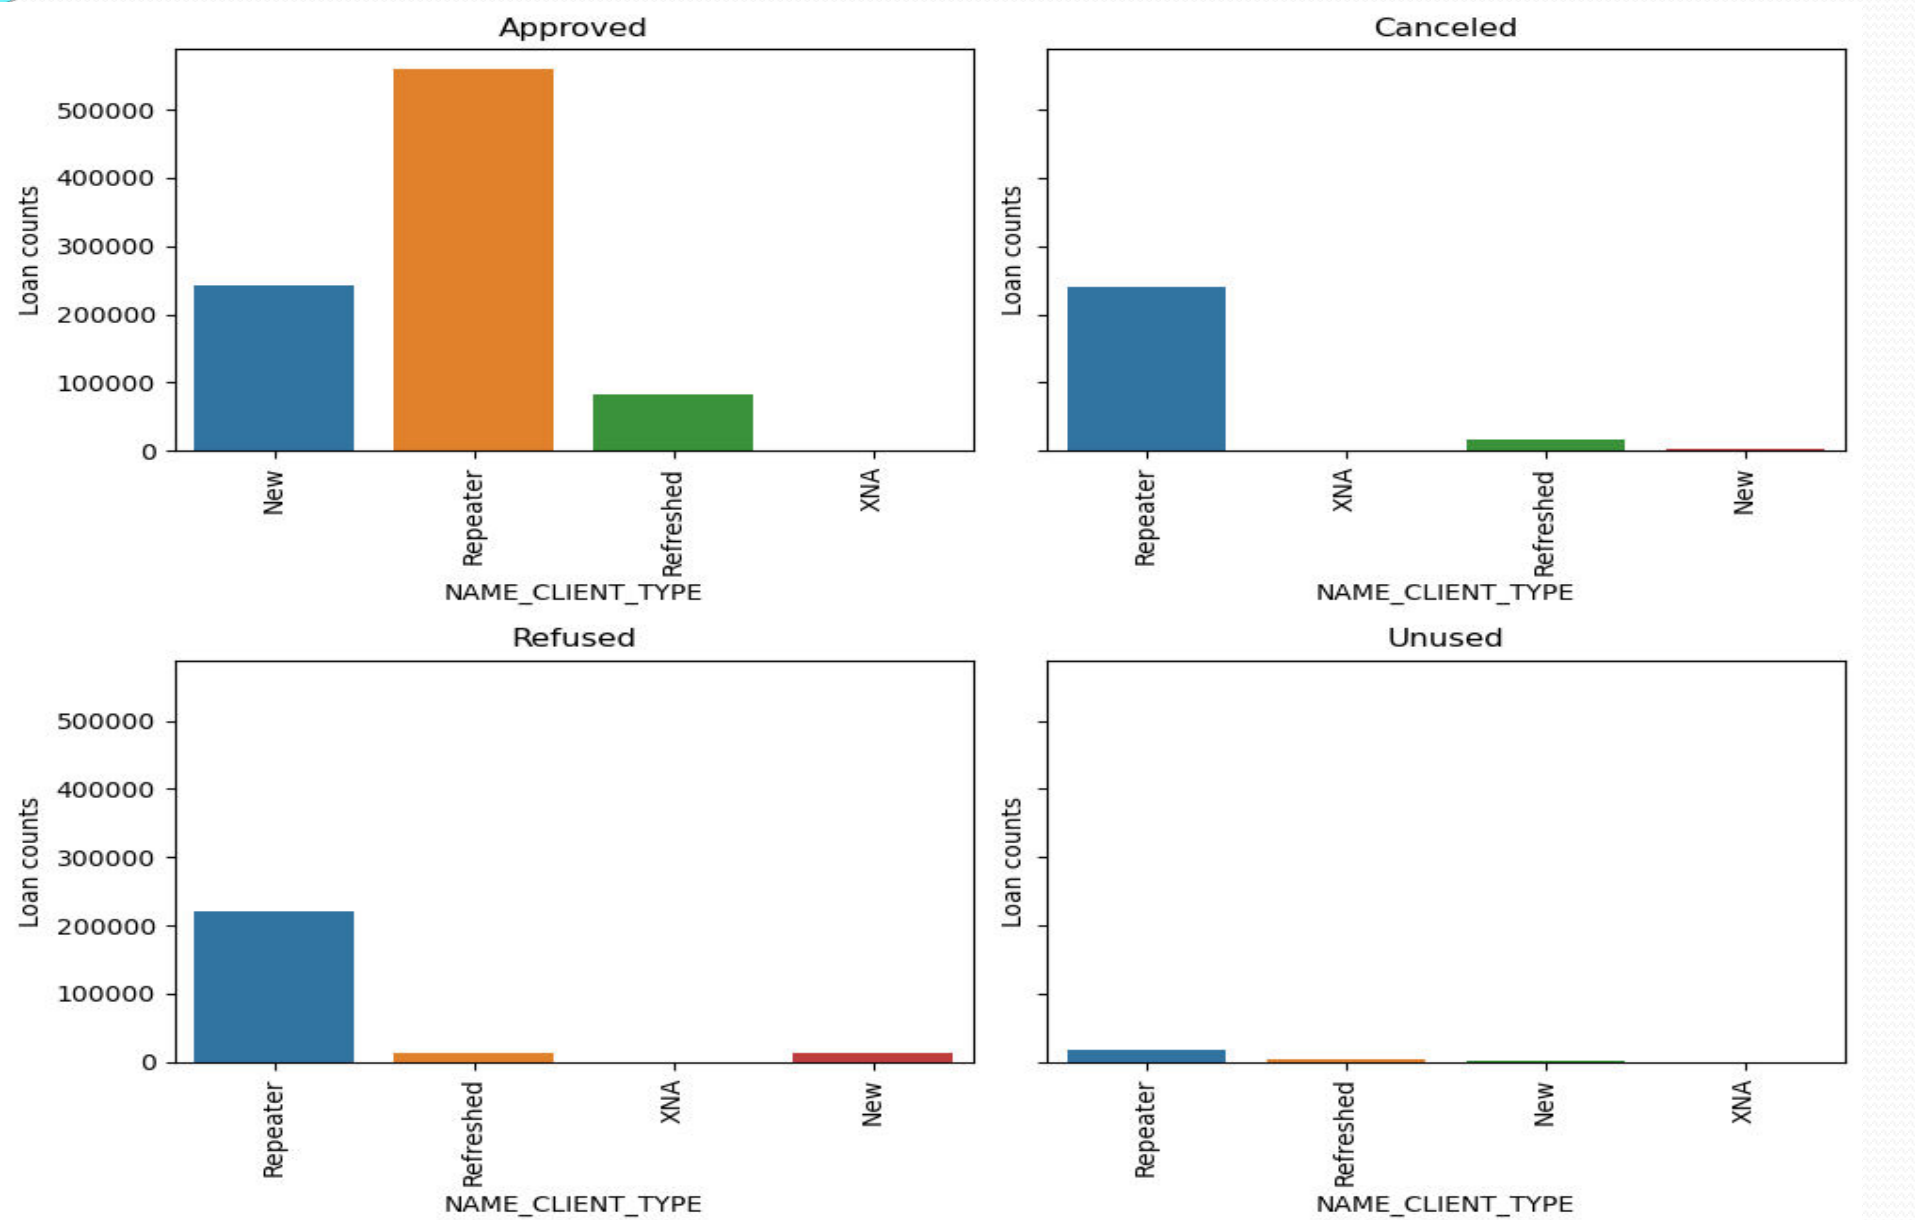 Approved
Loan counts
500000
400000
300000
200000
100000
0
New
Repeater
Refreshed
XNA
NAME_CLIENT_TYPE
Canceled
Loan counts
Repeater
XNA
Refreshed
New
NAME_CLIENT_TYPE
Refused
Loan counts
500000
400000
300000
200000
100000
0
Repeater
Refreshed
XNA
New
NAME_CLIENT_TYPE
Unused
Loan counts
Repeater
Refreshed
New
XNA
NAME_CLIENT_TYPE